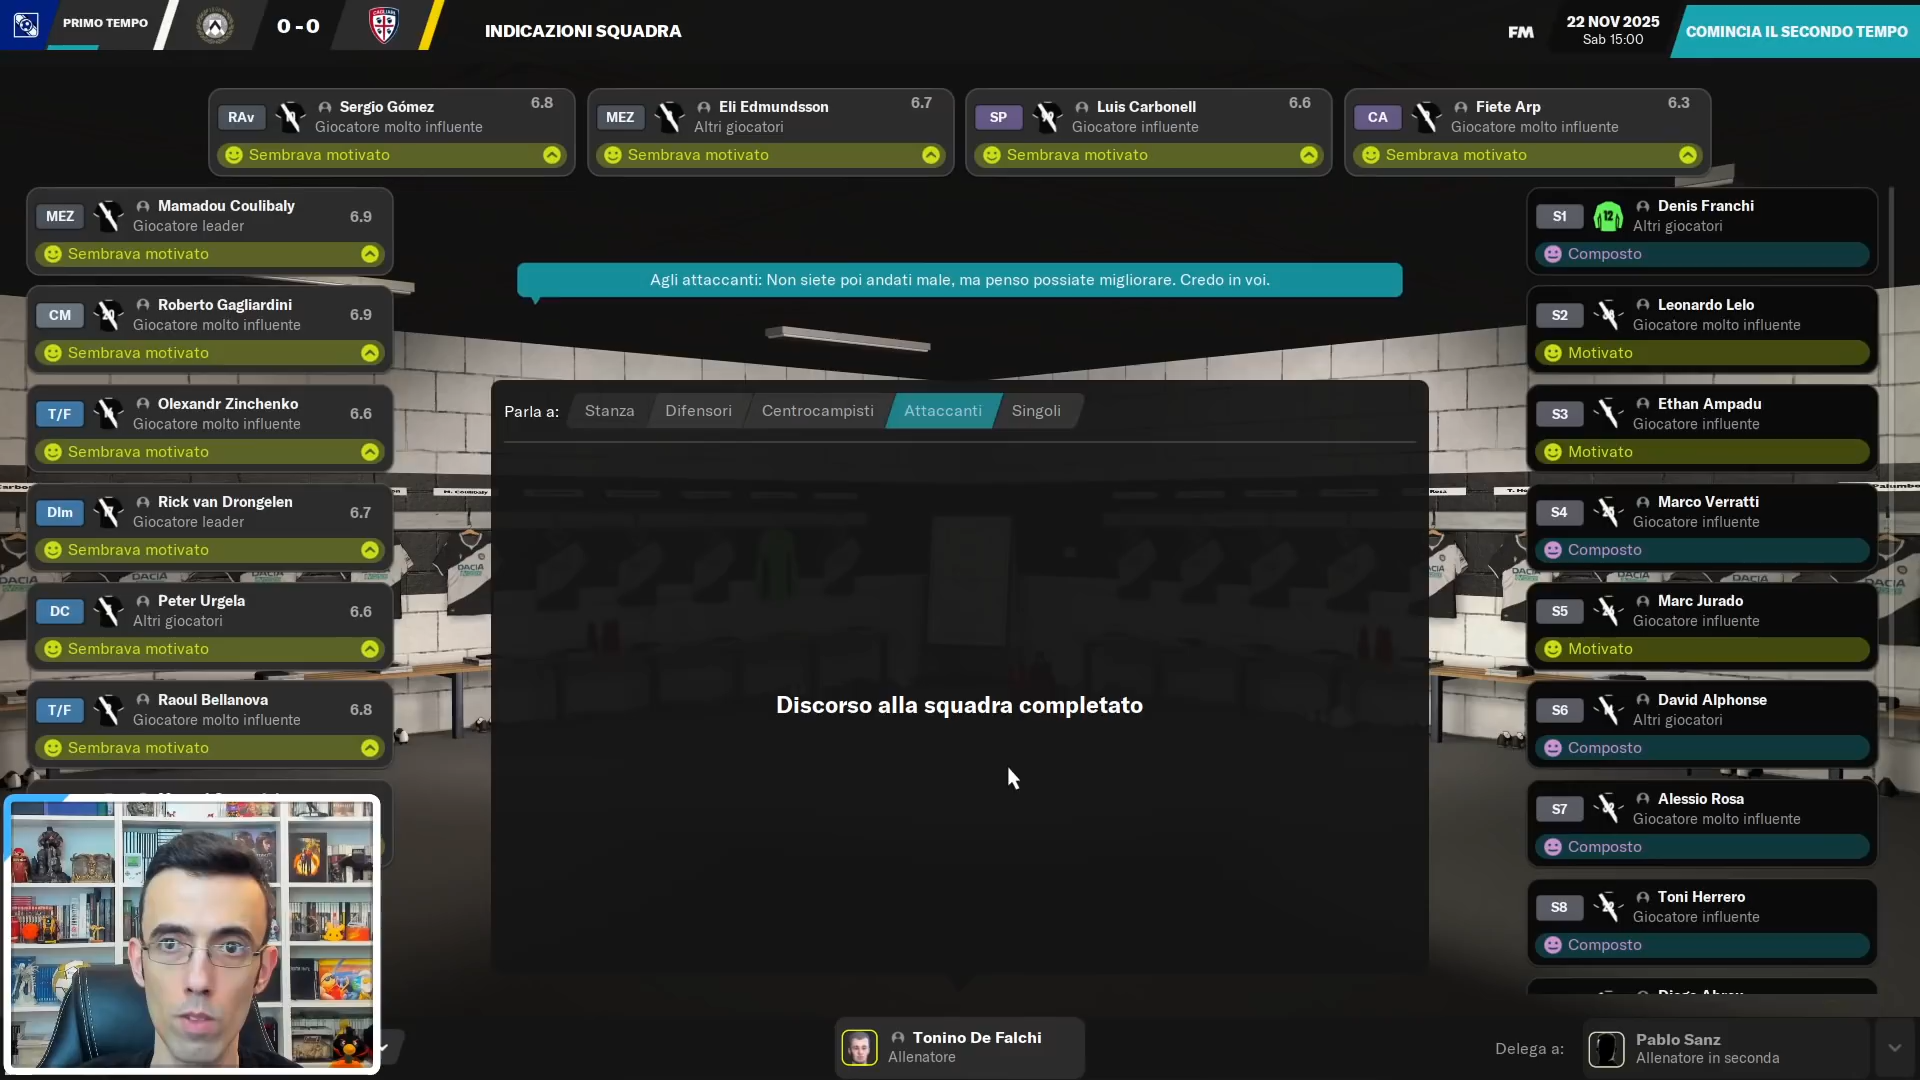 PRIMO TEMPO
0 - 0
INDICAZIONI SQUADRA
FM
22 NOV 2025
Sab 15:00
COMINCIA IL SECONDO TEMPO
RAv
Sergio Gómez
Giocatore molto influente
6.8
Sembrava motivato
MEZ
Eli Edmundsson
Altri giocatori
6.7
Sembrava motivato
SP
Luis Carbonell
Giocatore influente
6.6
Sembrava motivato
CA
Fiete Arp
Giocatore molto influente
6.3
Sembrava motivato
MEZ
Mamadou Coulibaly
Giocatore leader
6.9
Sembrava motivato
CM
Roberto Gagliardini
Giocatore molto influente
6.9
Sembrava motivato
T/F
Olexandr Zinchenko
Giocatore molto influente
6.6
Sembrava motivato
DIm
Rick van Drongelen
Giocatore leader
6.7
Sembrava motivato
DC
Peter Urgela
Altri giocatori
6.6
Sembrava motivato
T/F
Raoul Bellanova
Giocatore molto influente
6.8
Sembrava motivato
Agli attaccanti: Non siete poi andati male, ma penso possiate migliorare. Credo in voi.
Parla a:
Stanza
Difensori
Centrocampisti
Attaccanti
Singoli
Discorso alla squadra completato
S1
12
Denis Franchi
Altri giocatori
Composto
S2
Leonardo Lelo
Giocatore molto influente
Motivato
S3
Ethan Ampadu
Giocatore influente
Motivato
S4
Marco Verratti
Giocatore influente
Composto
S5
Marc Jurado
Giocatore influente
Motivato
S6
David Alphonse
Altri giocatori
Composto
S7
Alessio Rosa
Giocatore molto influente
Composto
S8
Toni Herrero
Giocatore influente
Composto
DACIA
DACIA
DACIA
DACIA
DACIA
Tonino De Falchi
Allenatore
Delega a:
Pablo Sanz
Allenatore in seconda